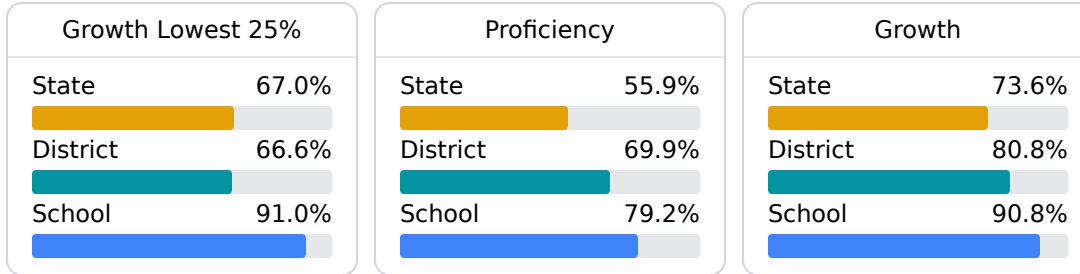 Growth Lowest 25%
State 67.0%
District 66.6%
School 91.0%
Proficiency
State 55.9%
District 69.9%
School 79.2%
Growth
State 73.6%
District 80.8%
School 90.8%